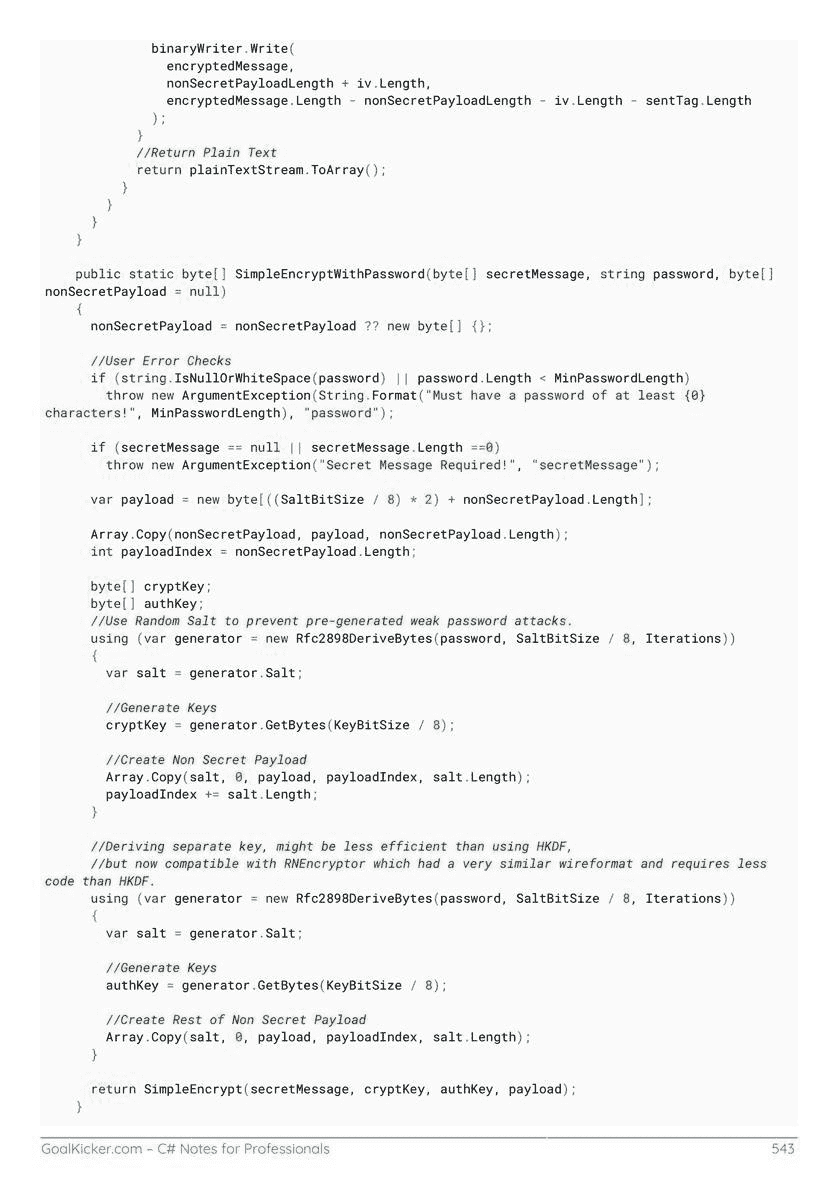 binaryWriter.Write(
                encryptedMessage,
                nonSecretPayloadLength + iv.Length,
                encryptedMessage.Length - nonSecretPayloadLength - iv.Length - sentTag.Length
              );
            }
            //Return Plain Text
            return plainTextStream.ToArray();
          }
        }
      }
    }

    public static byte[] SimpleEncryptWithPassword(byte[] secretMessage, string password, byte[]
nonSecretPayload = null)
    {
      nonSecretPayload = nonSecretPayload ?? new byte[] {};

      //User Error Checks
      if (string.IsNullOrWhiteSpace(password) || password.Length < MinPasswordLength)
        throw new ArgumentException(String.Format("Must have a password of at least {0}
characters!", MinPasswordLength), "password");

      if (secretMessage == null || secretMessage.Length ==0)
        throw new ArgumentException("Secret Message Required!", "secretMessage");

      var payload = new byte[((SaltBitSize / 8) * 2) + nonSecretPayload.Length];

      Array.Copy(nonSecretPayload, payload, nonSecretPayload.Length);
      int payloadIndex = nonSecretPayload.Length;

      byte[] cryptKey;
      byte[] authKey;
      //Use Random Salt to prevent pre-generated weak password attacks.
      using (var generator = new Rfc2898DeriveBytes(password, SaltBitSize / 8, Iterations))
      {
        var salt = generator.Salt;

        //Generate Keys
        cryptKey = generator.GetBytes(KeyBitSize / 8);

        //Create Non Secret Payload
        Array.Copy(salt, 0, payload, payloadIndex, salt.Length);
        payloadIndex += salt.Length;
      }

      //Deriving separate key, might be less efficient than using HKDF,
      //but now compatible with RNEncryptor which had a very similar wireformat and requires less
code than HKDF.
      using (var generator = new Rfc2898DeriveBytes(password, SaltBitSize / 8, Iterations))
      {
        var salt = generator.Salt;

        //Generate Keys
        authKey = generator.GetBytes(KeyBitSize / 8);

        //Create Rest of Non Secret Payload
        Array.Copy(salt, 0, payload, payloadIndex, salt.Length);
      }

      return SimpleEncrypt(secretMessage, cryptKey, authKey, payload);
    }
GoalKicker.com – C# Notes for Professionals 543